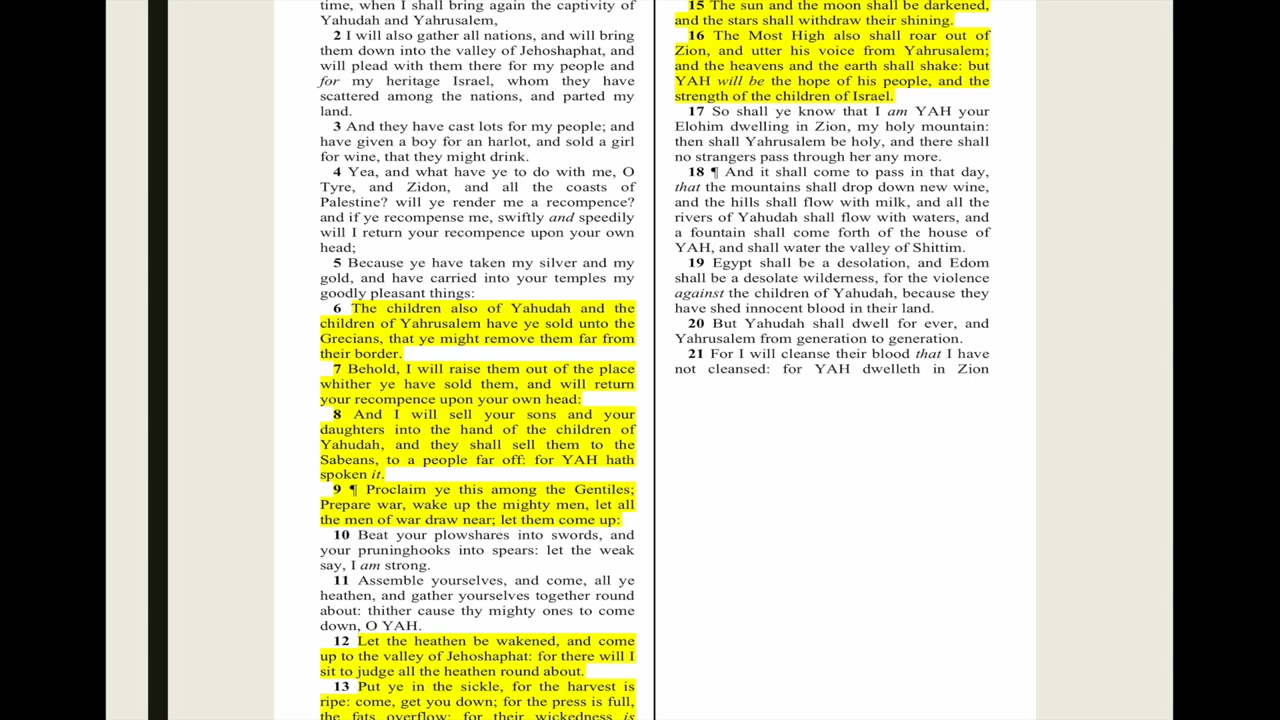 time, when I shall bring again the captivity of
Yahudah and Yahrusalem,
2 I will also gather all nations, and will bring
them down into the valley of Jehoshaphat, and
will plead with them there for my people and
for my heritage Israel, whom they have
scattered among the nations, and parted my
land.
3 And they have cast lots for my people; and
have given a boy for an harlot, and sold a girl
for wine, that they might drink.
4 Yea, and what have ye to do with me, O
Tyre, and Zidon, and all the coasts of
Palestine? will ye render me a recompence?
and if ye recompense me, swiftly and speedily
will I return your recompence upon your own
head;
5 Because ye have taken my silver and my
gold, and have carried into your temples my
goodly pleasant things:
6 The children also of Yahudah and the
children of Yahrusalem have ye sold unto the
Grecians, that ye might remove them far from
their border.
7 Behold, I will raise them out of the place
whither ye have sold them, and will return
your recompence upon your own head:
8 And I will sell your sons and your
daughters into the hand of the children of
Yahudah, and they shall sell them to the
Sabeans, to a people far off: for YAH hath
spoken it.
9 ¶ Proclaim ye this among the Gentiles;
Prepare war, wake up the mighty men, let all
the men of war draw near; let them come up:
10 Beat your plowshares into swords, and
your pruninghooks into spears: let the weak
say, I am strong.
11 Assemble yourselves, and come, all ye
heathen, and gather yourselves together round
about: thither cause thy mighty ones to come
down, O YAH.
12 Let the heathen be wakened, and come
up to the valley of Jehoshaphat: for there will I
sit to judge all the heathen round about.
13 Put ye in the sickle, for the harvest is
ripe: come, get you down; for the press is full,
the fats overflow; for their wickedness is
15 The sun and the moon shall be darkened,
and the stars shall withdraw their shining.
16 The Most High also shall roar out of
Zion, and utter his voice from Yahrusalem;
and the heavens and the earth shall shake: but
YAH will be the hope of his people, and the
strength of the children of Israel.
17 So shall ye know that I am YAH your
Elohim dwelling in Zion, my holy mountain:
then shall Yahrusalem be holy, and there shall
no strangers pass through her any more.
18 ¶ And it shall come to pass in that day,
that the mountains shall drop down new wine,
and the hills shall flow with milk, and all the
rivers of Yahudah shall flow with waters, and
a fountain shall come forth of the house of
YAH, and shall water the valley of Shittim.
19 Egypt shall be a desolation, and Edom
shall be a desolate wilderness, for the violence
against the children of Yahudah, because they
have shed innocent blood in their land.
20 But Yahudah shall dwell for ever, and
Yahrusalem from generation to generation.
21 For I will cleanse their blood that I have
not cleansed: for YAH dwelleth in Zion